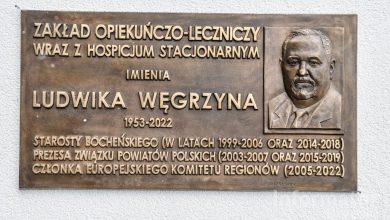 ZAKŁAD OPIEKUŃCZO-LECZNICZY
WRAZ Z HOSPICJUM STACJONARNYM
IMIENIA
LUDWIKA WĘGRZYNA
1953-2022
STAROSTY BOCHEŃSKIEGO (W LATACH 1999-2006 ORAZ 2014-2018)
PREZESA ZWIĄZKU POWIATÓW POLSKICH (2003-2007 ORAZ 2015-2019)
CZŁONKA EUROPEJSKIEGO KOMITETU REGIONÓW (2005-2022)